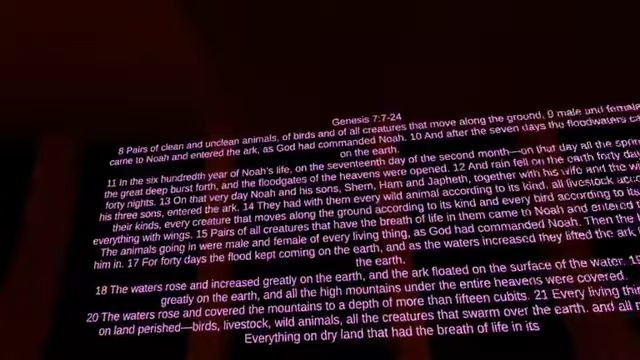 Genesis 7:7-24
8 Pairs of clean and unclean animals, of birds and of all creatures that move along the ground, 9 male and female
came to Noah and entered the ark, as God had commanded Noah. 10 And after the seven days the floodwaters
on the earth.
11 In the six hundredth year of Noah's life, on the seventeenth day of the second month—on that day all the
the great deep burst forth, and the floodgates of the heavens were opened. 12 And rain fell on the earth forty
forty nights. 13 On that very day Noah and his sons, Shem, Ham and Japheth, together with his wife and the
his three sons, entered the ark. 14 They had with them every wild animal according to its kind, all livestock
their kinds, every creature that moves along the ground according to its kind and every bird according to its
everything with wings. 15 Pairs of all creatures that have the breath of life in them came to Noah and entered
The animals going in were male and female of every living thing, as God had commanded Noah. Then the
him in. 17 For forty days the flood kept coming on the earth, and as the waters increased they lifted the ark
the earth.
18 The waters rose and increased greatly on the earth, and the ark floated on the surface of the water.
greatly on the earth, and all the high mountains under the entire heavens were covered.
20 The waters rose and covered the mountains to a depth of more than fifteen cubits. 21 Every living
on land perished—birds, livestock, wild animals, all the creatures that swarm over the earth, and all
Everything on dry land that had the breath of life in its